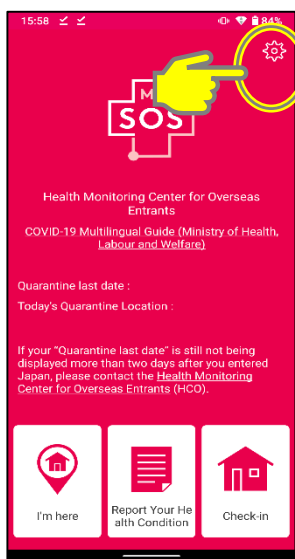 15:58
84%
M
SOS
Health Monitoring Center for Overseas
Entrants
COVID-19 Multilingual Guide (Ministry of Health,
Labour and Welfare)
Quarantine last date :
Today's Quarantine Location :
If your "Quarantine last date" is still not being
displayed more than two days after you entered
Japan, please contact the Health Monitoring
Center for Overseas Entrants (HCO).
I'm here
Report Your He
alth Condition
Check-in